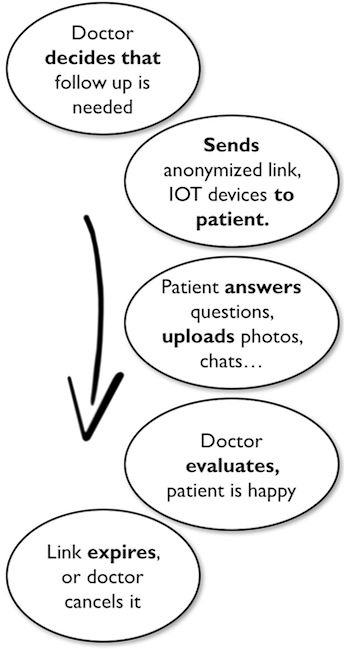 Doctor
decides that
follow up is
needed
Sends
anonymized link,
IOT devices to
patient.
Patient answers
questions,
uploads photos,
chats…
Doctor
evaluates,
patient is happy
Link expires,
or doctor
cancels it